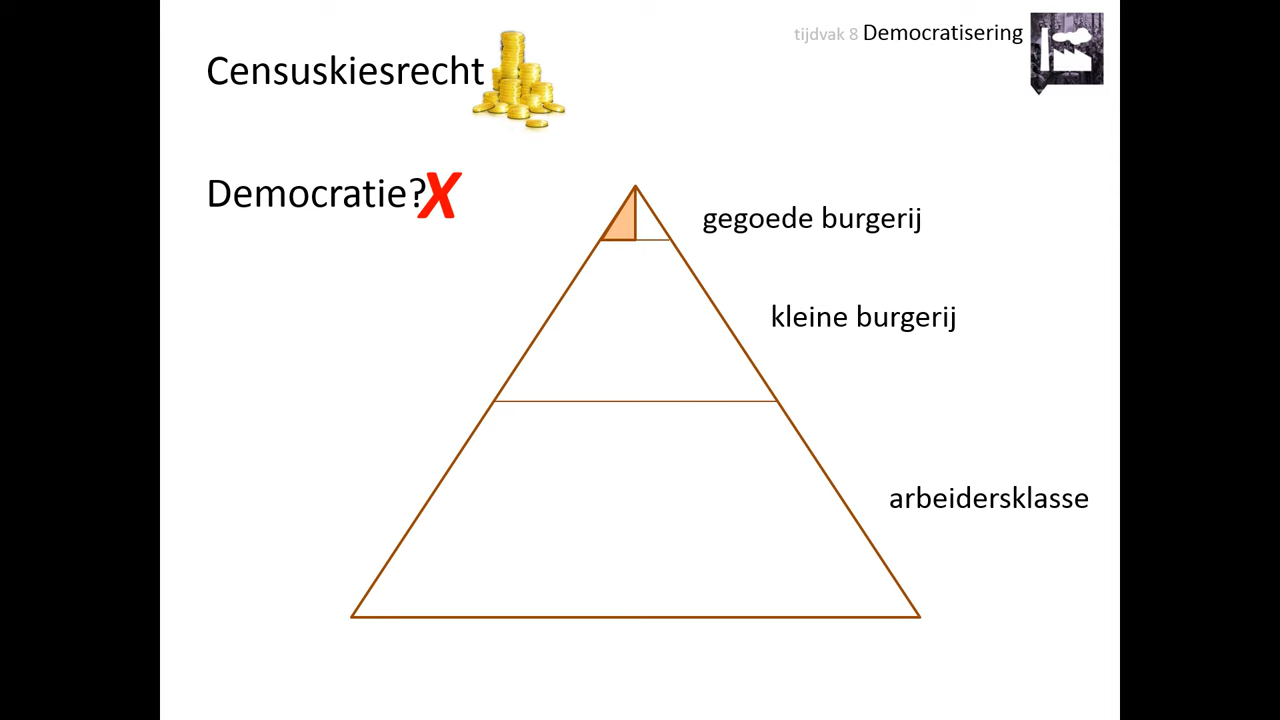 tijdvak 8 Democratisering
Censuskiesrecht
Democratie?X
gegoede burgerij
kleine burgerij
arbeidersklasse